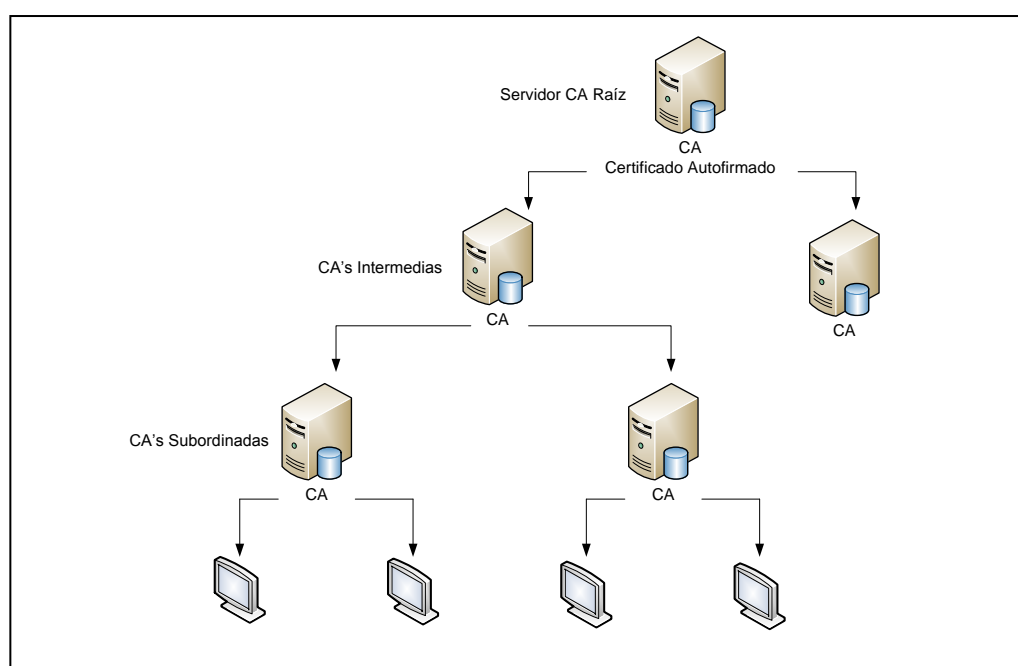 Servidor CA Raíz
CA
Certificado Autofirmado
CA's Intermedias
CA
CA
CA's Subordinadas
CA
CA